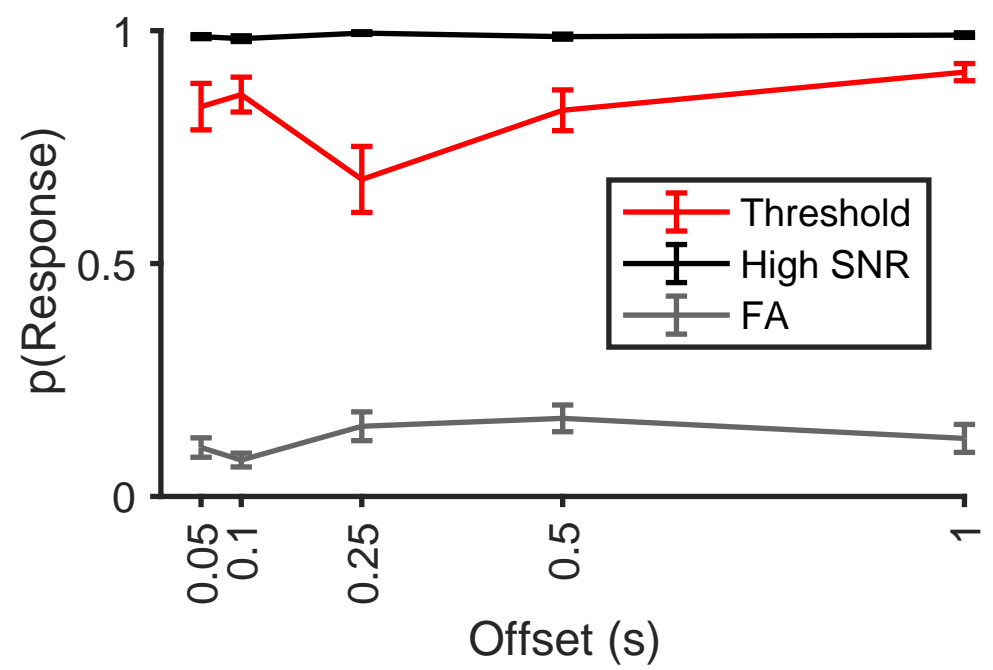 1
0.5
0
p(Response)
Threshold
High SNR
FA
0.05
0.1
0.25
0.5
1
Offset (s)